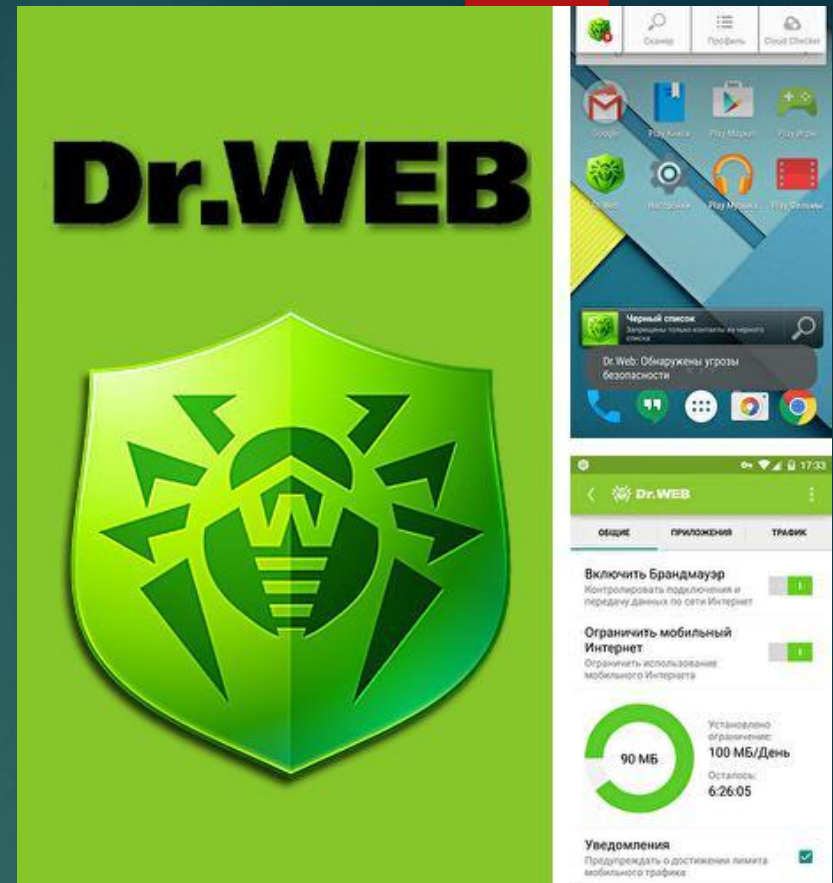 Dr.WEB
W
Сканер
Профиль
Cloud Checker
Google
Play Книги
Play Маркет
Play Игры
Dr.Web
Настройки
Play Музыка
Play Фильмы
Черный список
Запрещены только контакты из черного
списка
Dr.Web: Обнаружены угрозы
безопасности
17:33
Dr.WEB
ОБЩИЕ
ПРИЛОЖЕНИЯ
ТРАФИК
Включить Брандмауэр
Контролировать подключения и
передачу данных по сети Интернет
Ограничить мобильный
Интернет
Ограничить использование
мобильного Интернета
90 МБ
Установлено
ограничение:
100 МБ/День
Осталось:
6:26:05
Уведомления
Предупреждать о достижении лимита
мобильного трафика